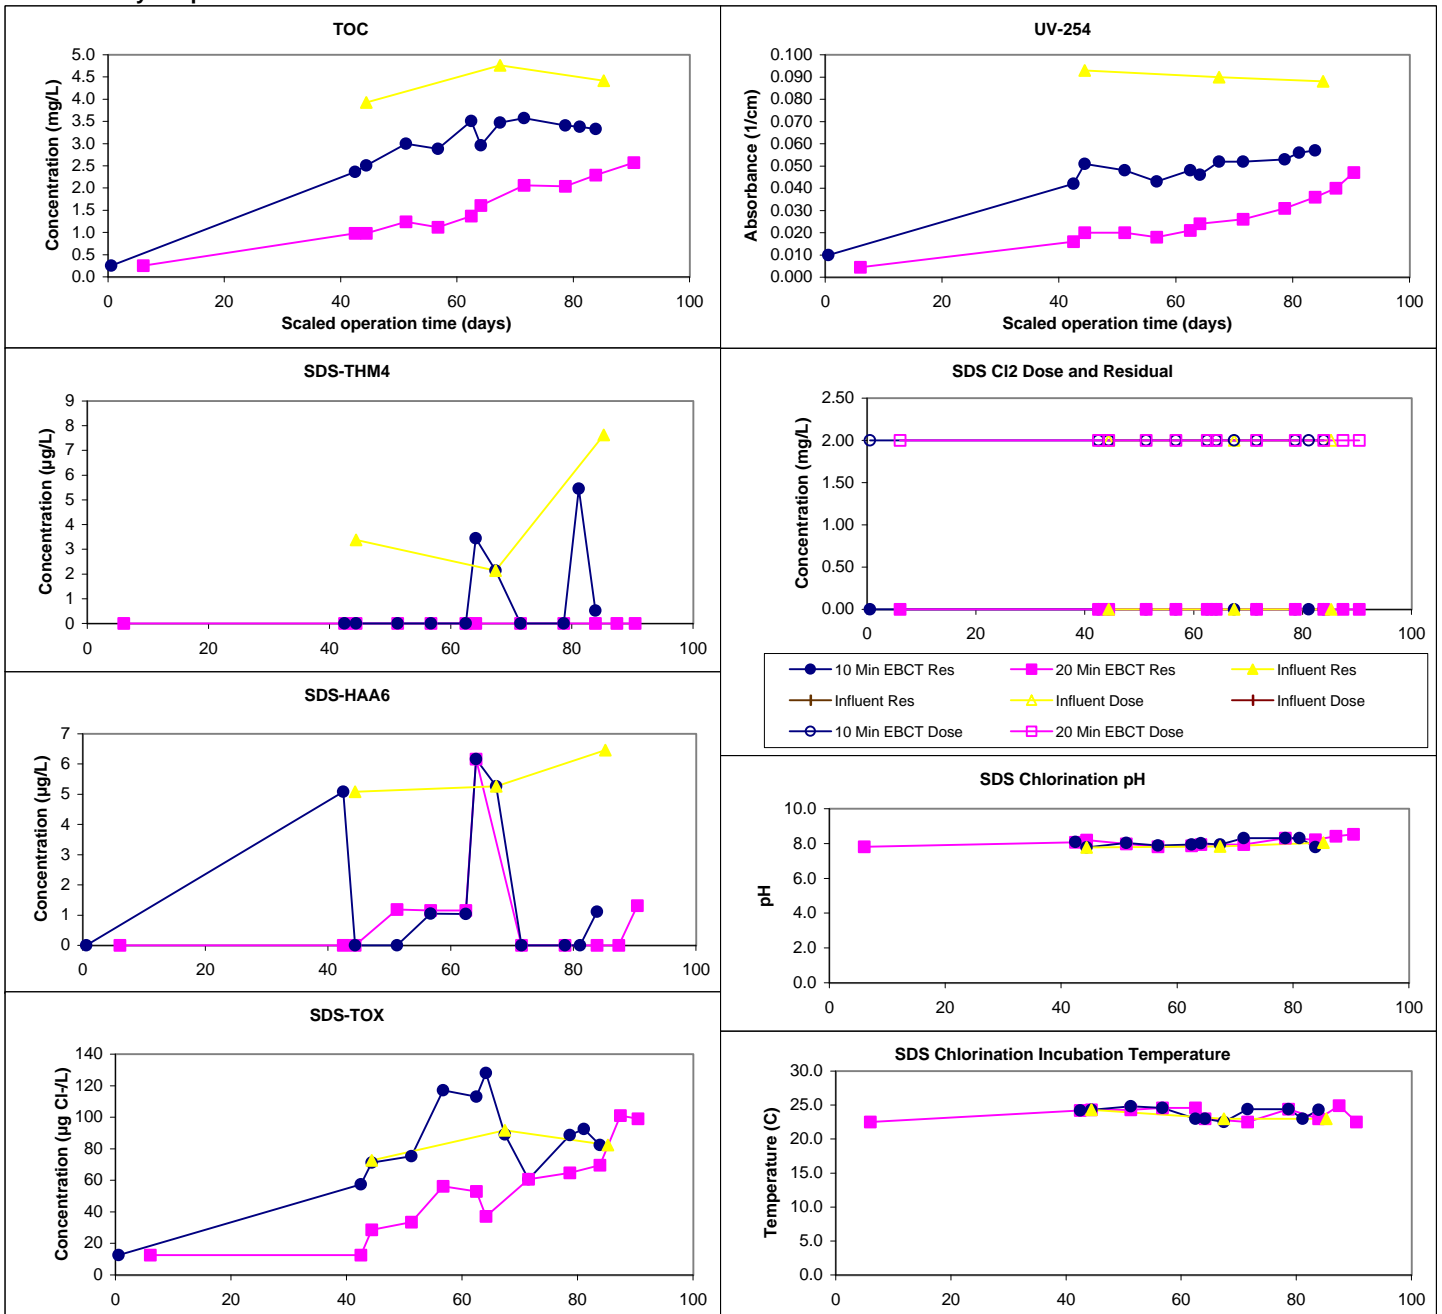 TOC
Concentration (mg/L)
5.0
4.5
4.0
3.5
3.0
2.5
2.0
1.5
1.0
0.5
0.0
0 20 40 60 80 100
Scaled operation time (days)
UV-254
Absorbance (1/cm)
0.100
0.090
0.080
0.070
0.060
0.050
0.040
0.030
0.020
0.010
0.000
0 20 40 60 80 100
Scaled operation time (days)
SDS-THM4
Concentration (µg/L)
9
8
7
6
5
4
3
2
1
0
0 20 40 60 80 100
SDS Cl2 Dose and Residual
Concentration (mg/L)
2.50
2.00
1.50
1.00
0.50
0.00
0 20 40 60 80 100
10 Min EBCT Res 20 Min EBCT Res Influent Res
Influent Res Influent Dose Influent Dose
10 Min EBCT Dose 20 Min EBCT Dose
SDS-HAA6
Concentration (µg/L)
7
6
5
4
3
2
1
0
0 20 40 60 80 100
SDS Chlorination pH
pH
10.0
8.0
6.0
4.0
2.0
0.0
0 20 40 60 80 100
SDS-TOX
Concentration (µg Cl-/L)
140
120
100
80
60
40
20
0
0 20 40 60 80 100
SDS Chlorination Incubation Temperature
Temperature (C)
30.0
25.0
20.0
15.0
10.0
5.0
0.0
0 20 40 60 80 100